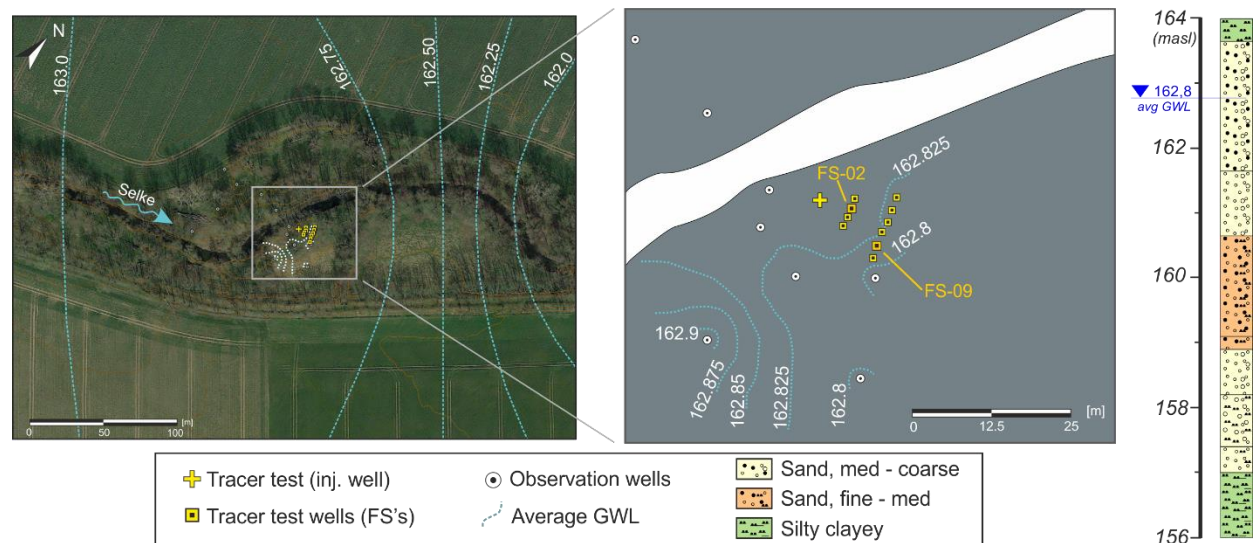 N
163.0
162.75
162.50
162.25
162.0
Selke
0
50
100
[m]
FS-02
162.825
162.8
FS-09
162.9
162.875
162.85
162.825
162.8
[m]
0
12.5
25
164
(masl)
162,8
avg GWL
162
160
158
156
Tracer test (inj. well)
Tracer test wells (FS's)
Observation wells
Average GWL
Sand, med - coarse
Sand, fine - med
Silty clayey